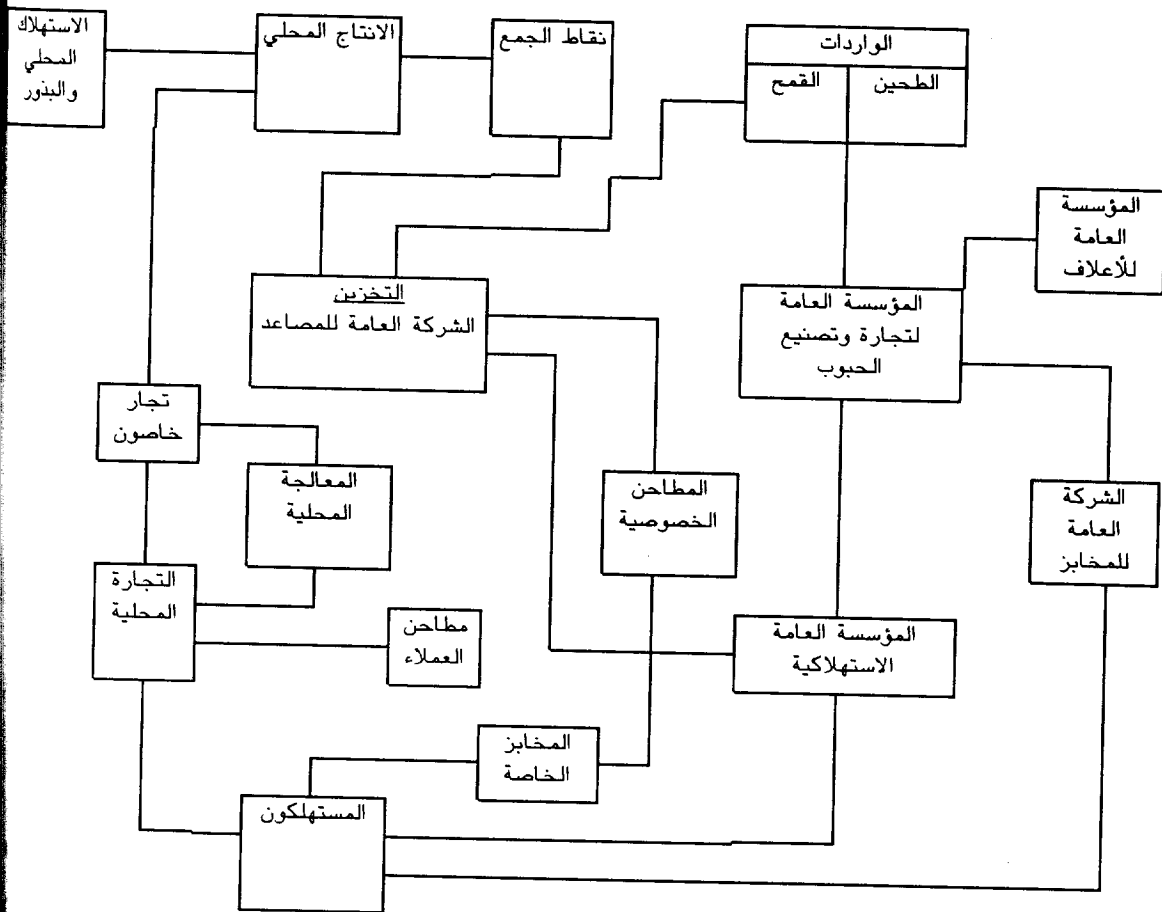 الواردات
الطحين
القمح
نقاط الجمع
الانتاج المحلي
الاستهلاك
المحلي
والبذور
المؤسسة
العامة
للأعلاف
المؤسسة العامة
لتجارة وتصنيع
الحبوب
التخزين
الشركة العامة للمصاعد
تجار
خاصون
الشركة
العامة
للمخابز
المطاحن
الخصوصية
المعالجة
المحلية
التجارة
المحلية
المؤسسة العامة
الاستهلاكية
مطاحن
العملاء
المخابز
الخاصة
المستهلكون